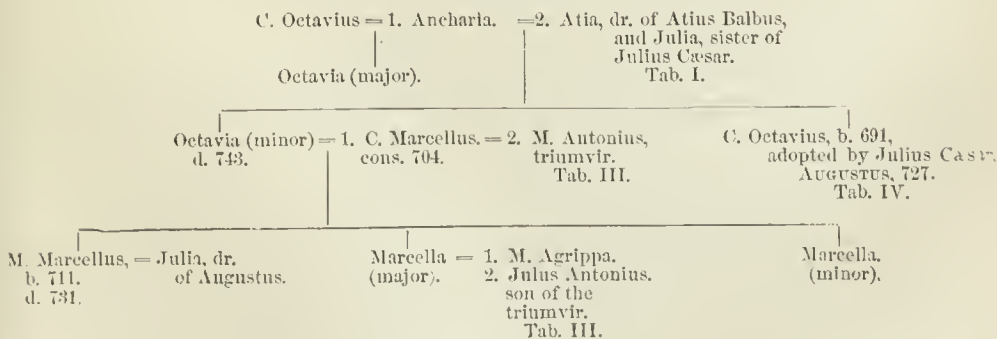 C. Octavius = 1. Ancharia. = 2. Atia, dr. of Atius Balbus,
and Julia, sister of
Julius Cæsar.
Tab. I.
Octavia (major).
Octavia (minor) = 1. C. Marcellus. = 2. M. Antonius,
d. 743. cons. 704. triumvir.
Tab. III.
C. Octavius, b. 691,
adopted by Julius Cæsar.
AUGUSTUS, 727.
Tab. IV.
M. Marcellus, = Julia, dr.
b. 711. of Augustus.
d. 731.
Marcella = 1. M. Agrippa.
(major). 2. Julus Antonius.
son of the
triumvir.
Tab. III.
Marcella.
(minor).